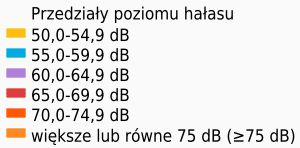 Przedziały poziomu hałasu
50,0-54,9 dB
55,0-59,9 dB
60,0-64,9 dB
65,0-69,9 dB
70,0-74,9 dB
większe lub równe 75 dB (≥75 dB)